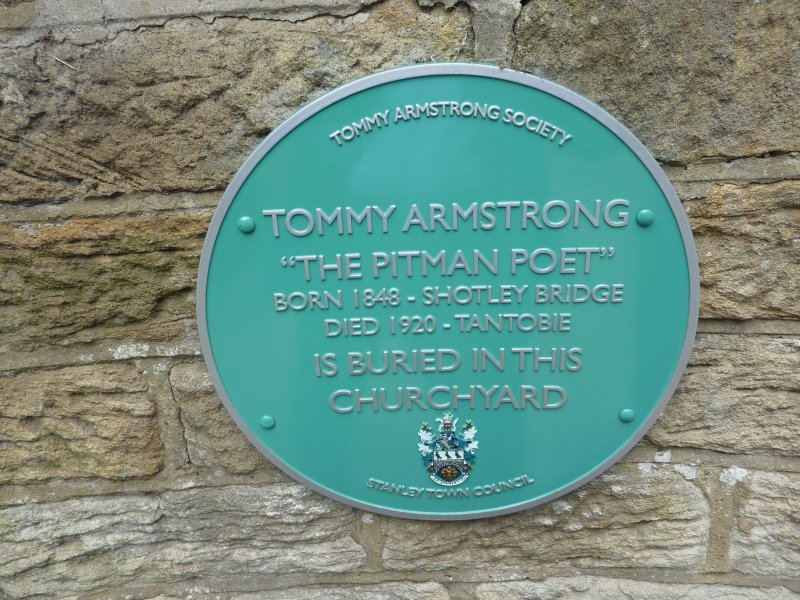 TOMMY ARMSTRONG SOCIETY
TOMMY ARMSTRONG
"THE PITMAN POET"
BORN 1848 - SHOTLEY BRIDGE
DIED 1920 - TANTOBIE
IS BURIED IN THIS
CHURCHYARD
STANLEY TOWN COUNCIL